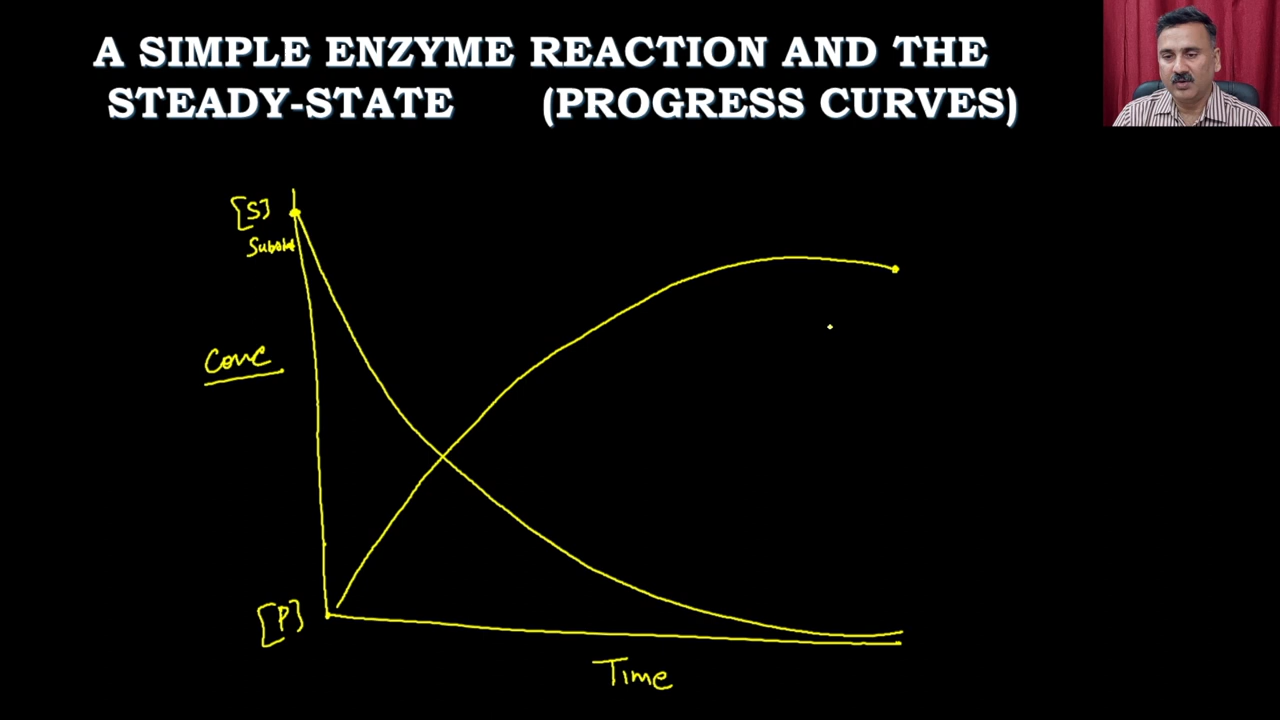 A SIMPLE ENZYME REACTION AND THE
STEADY-STATE (PROGRESS CURVES)
[S]
Conc
[P]
Time